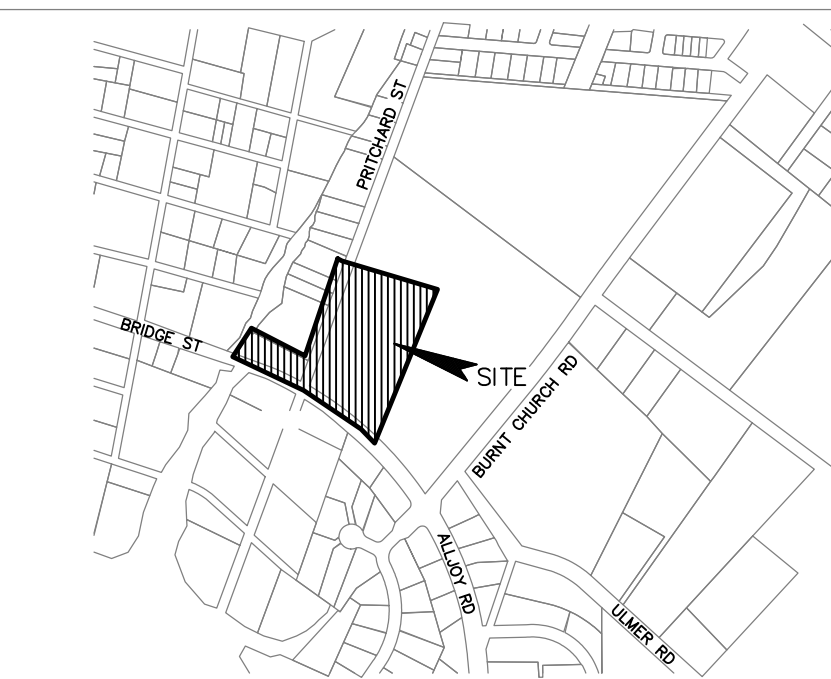 PRITCHARD ST
BRIDGE ST
SITE
BURNT CHURCH RD
ALLJOY RD
ULMER RD